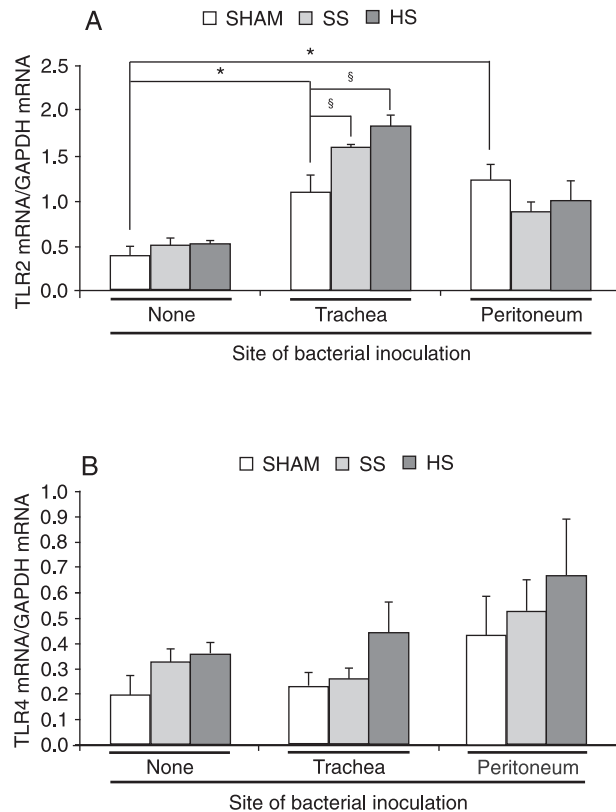 A
SHAM SS HS
*
*
§
§
TLR2 mRNA/GAPDH mRNA
2.5
2.0
1.5
1.0
0.5
0.0
None Trachea Peritoneum
Site of bacterial inoculation
B
SHAM SS HS
TLR4 mRNA/GAPDH mRNA
1.0
0.9
0.8
0.7
0.6
0.5
0.4
0.3
0.2
0.1
0.0
None Trachea Peritoneum
Site of bacterial inoculation